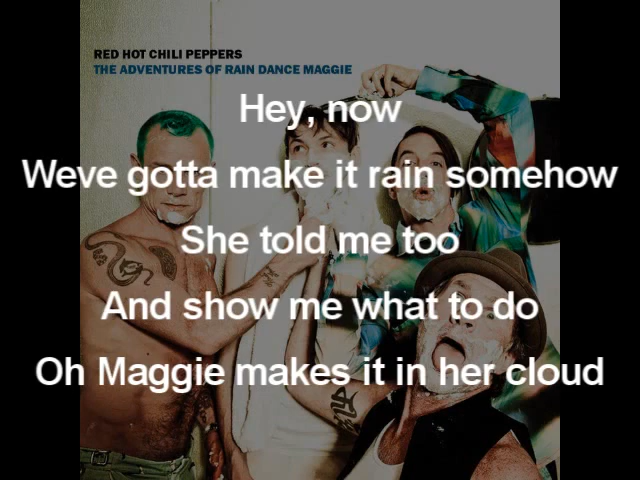 RED HOT CHILI PEPPERS
THE ADVENTURES OF RAIN DANCE MAGGIE
Hey, now
Weve gotta make it rain somehow
She told me too
And show me what to do
Oh Maggie makes it in her cloud